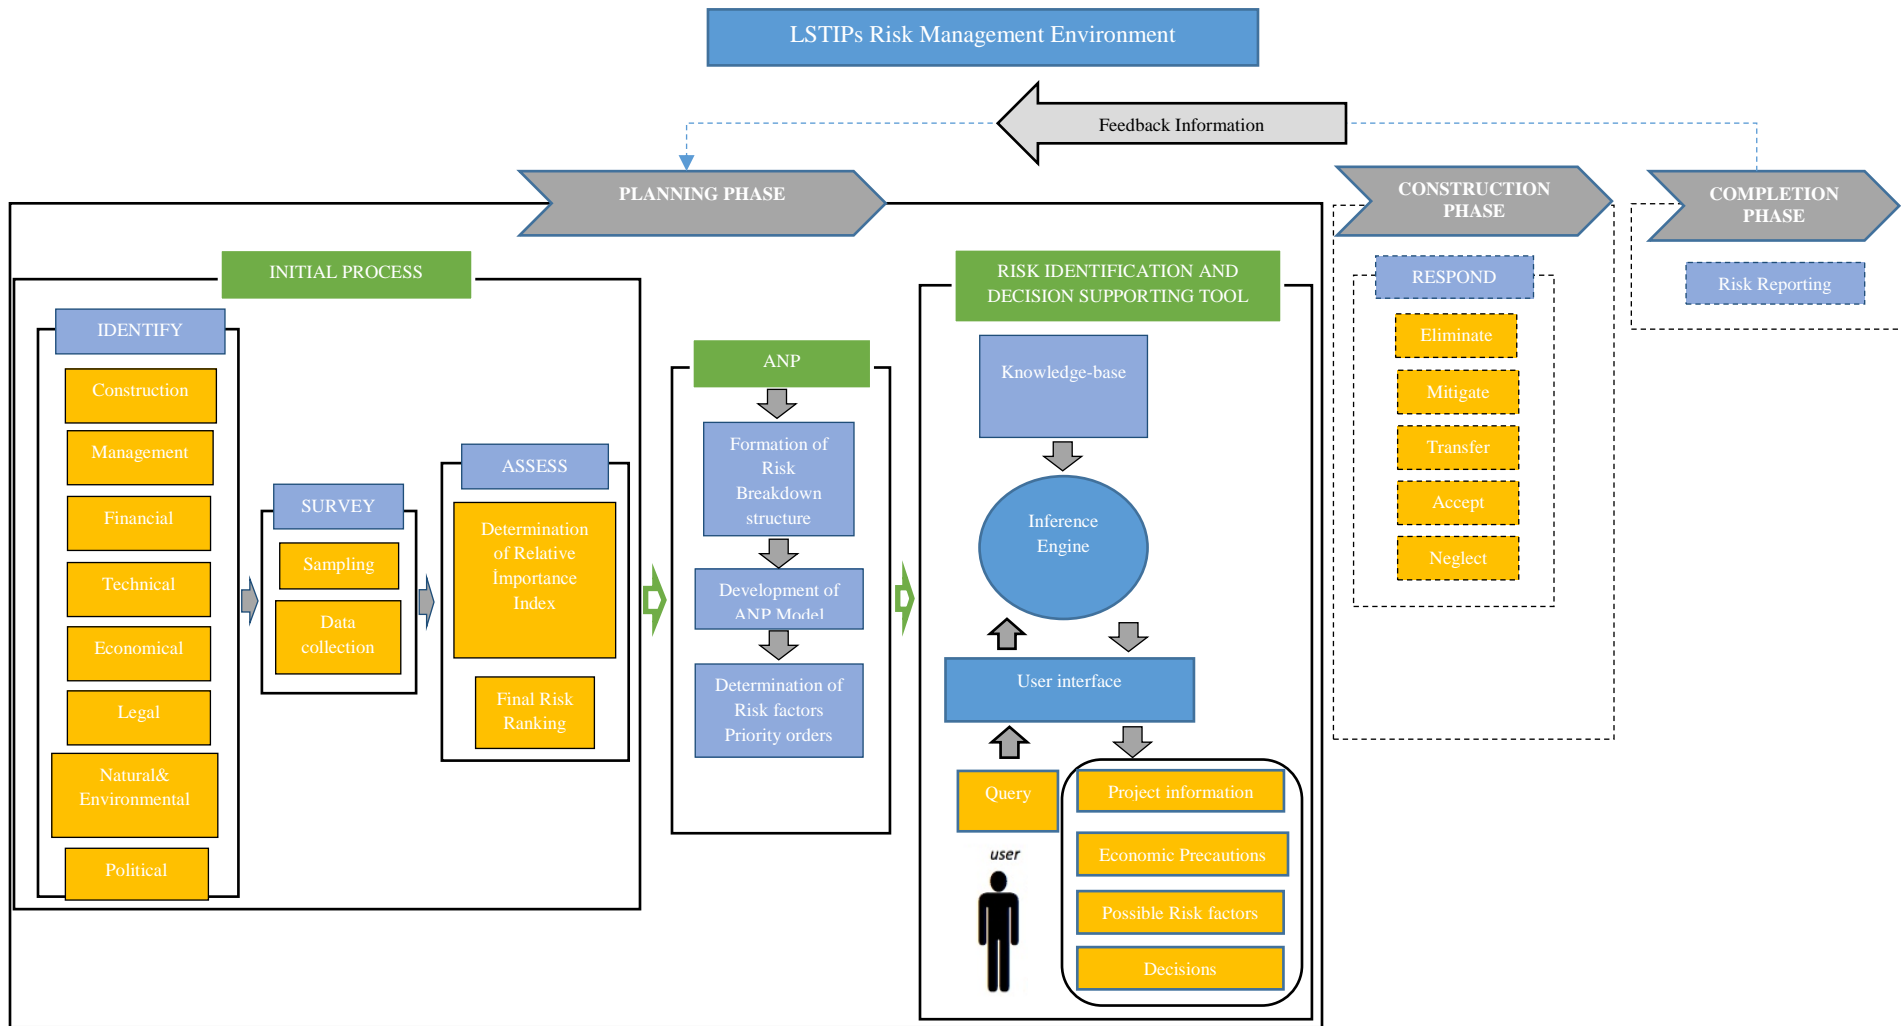 LSTIPs Risk Management Environment
Feedback Information
PLANNING PHASE
CONSTRUCTION
PHASE
COMPLETION
PHASE
INITIAL PROCESS
IDENTIFY
Construction
Management
Financial
Technical
Economical
Legal
Natural&
Environmental
Political
SURVEY
Sampling
Data
collection
ASSESS
Determination
of Relative
İmportance
Index
Final Risk
Ranking
ANP
Formation of
Risk
Breakdown
structure
Development of
ANP Model
Determination of
Risk factors
Priority orders
RISK IDENTIFICATION AND
DECISION SUPPORTING TOOL
Knowledge-base
Inference
Engine
User interface
Query
user
Project information
Economic Precautions
Possible Risk factors
Decisions
RESPOND
Eliminate
Mitigate
Transfer
Accept
Neglect
Risk Reporting